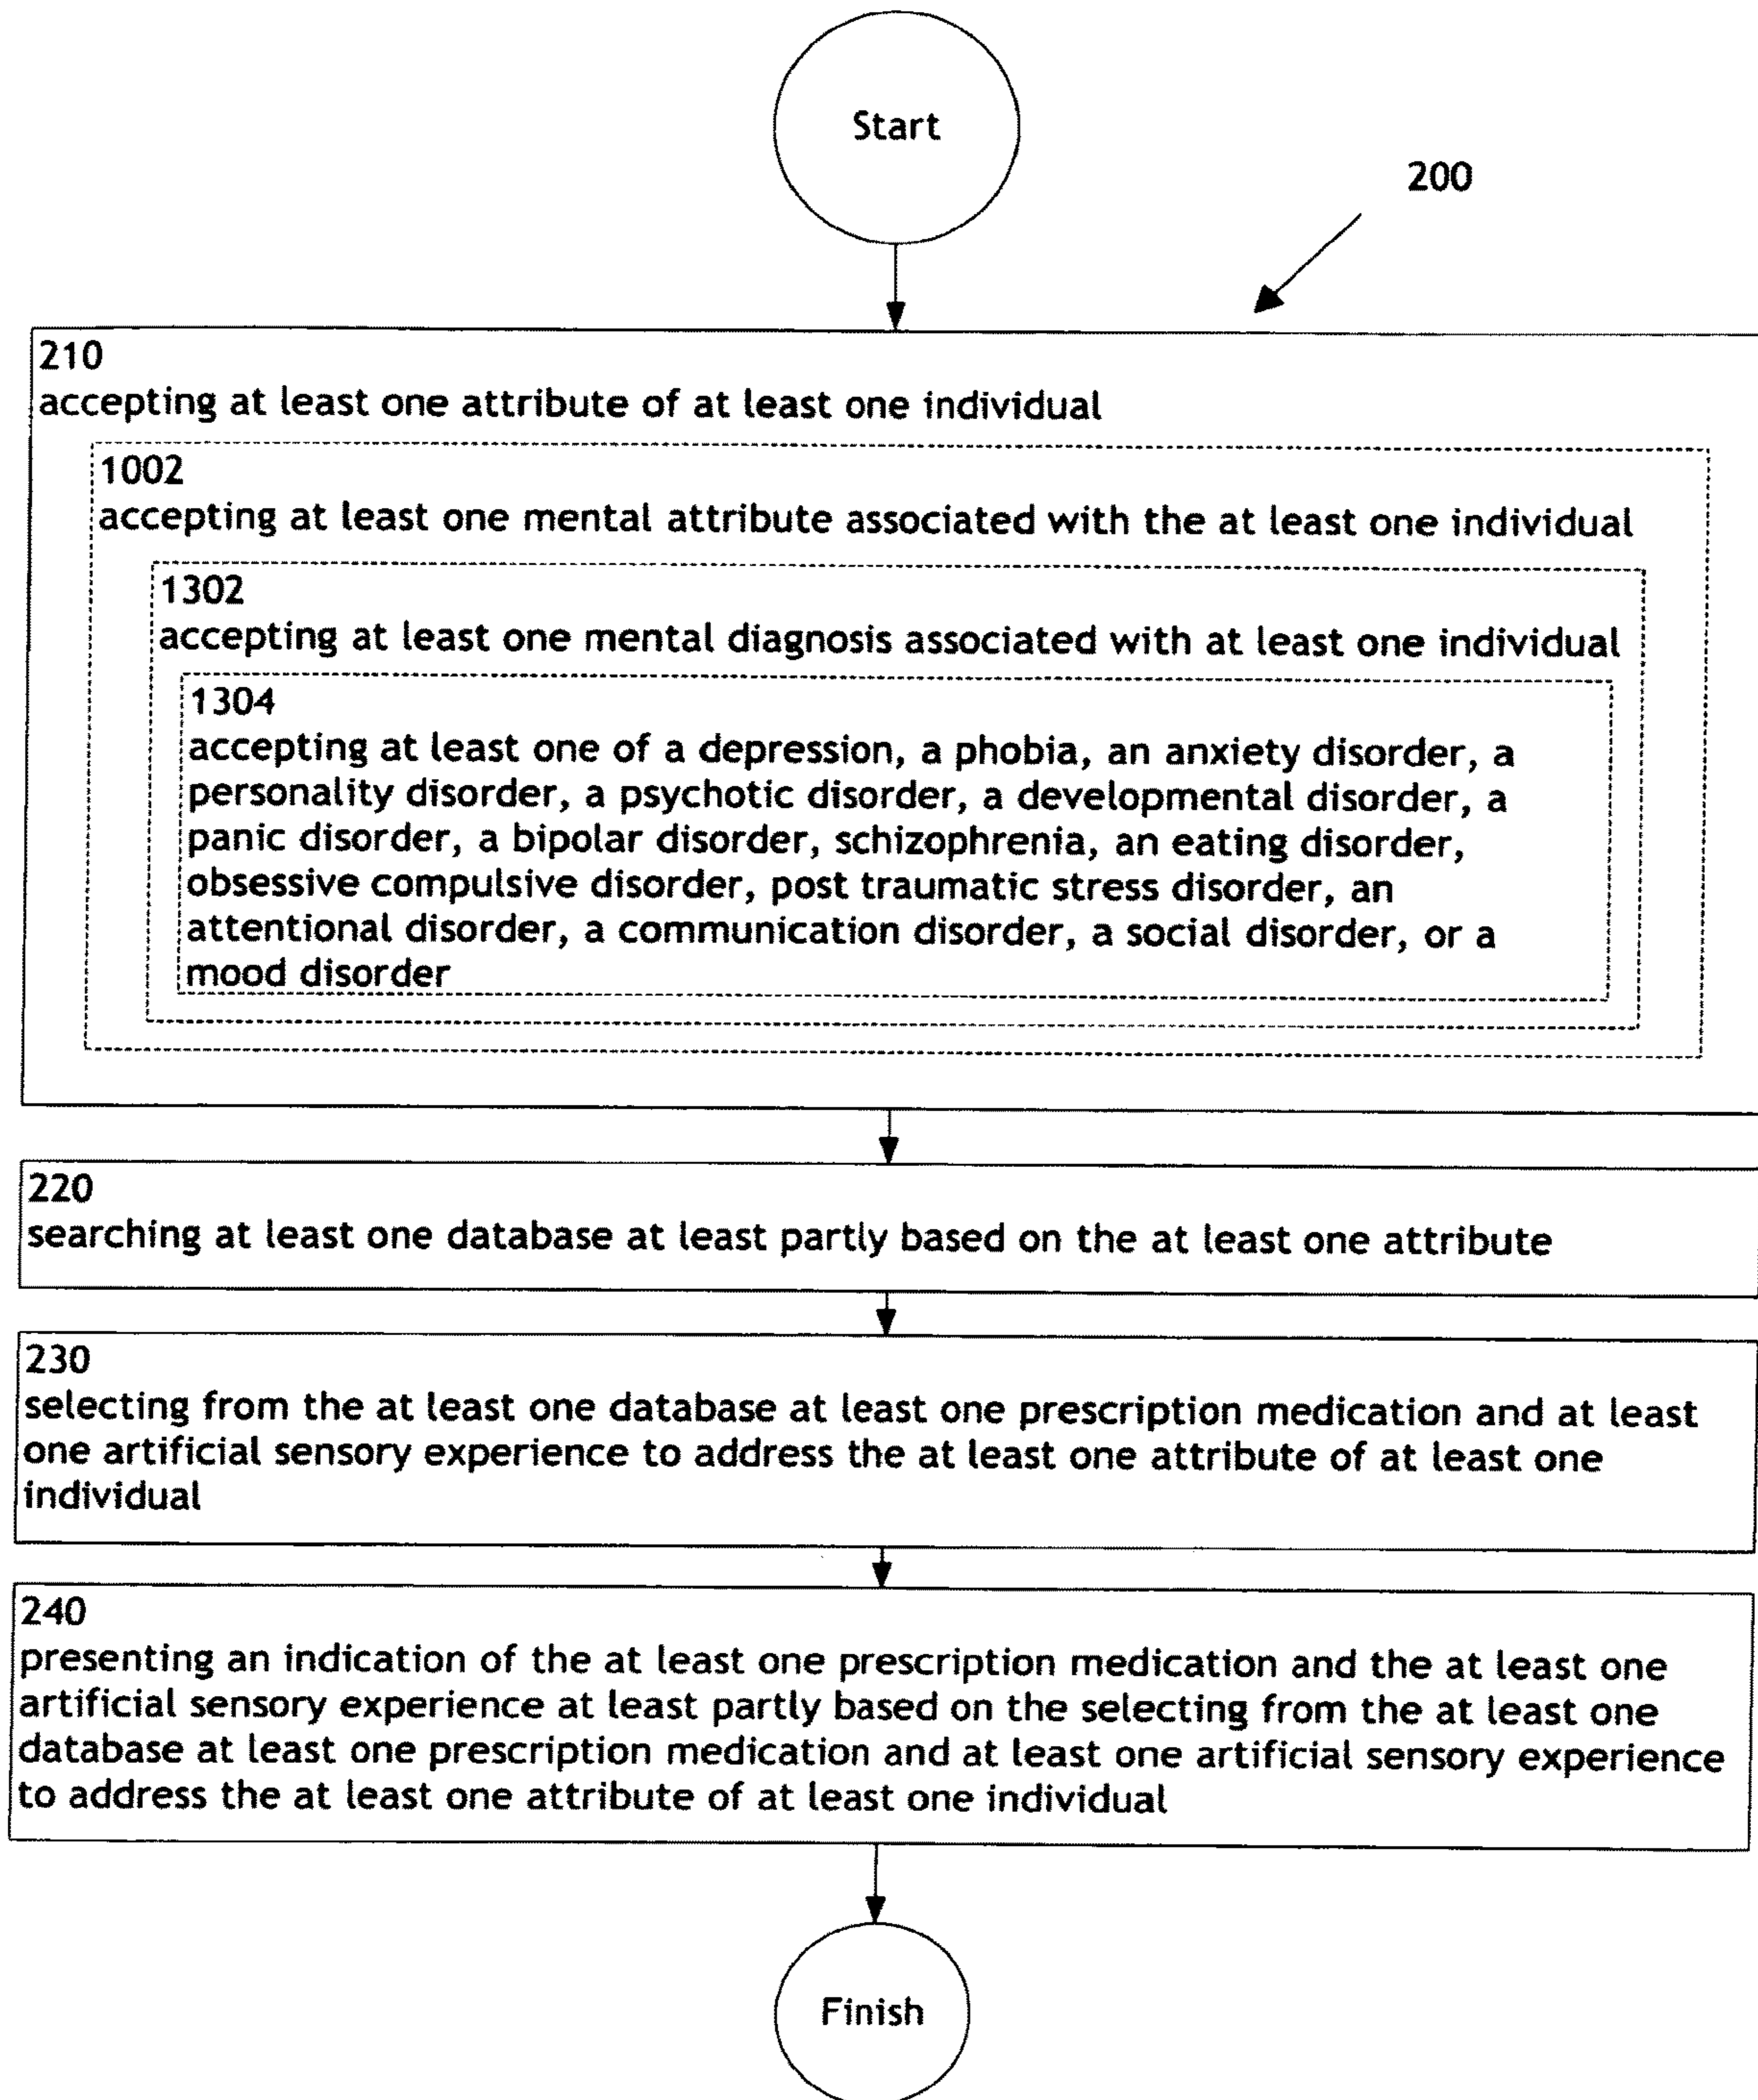 Start
200
210
accepting at least one attribute of at least one individual
1002
accepting at least one mental attribute associated with the at least one individual
1302
accepting at least one mental diagnosis associated with at least one individual
1304
accepting at least one of a depression, a phobia, an anxiety disorder, a
personality disorder, a psychotic disorder, a developmental disorder, a
panic disorder, a bipolar disorder, schizophrenia, an eating disorder,
obsessive compulsive disorder, post traumatic stress disorder, an
attentional disorder, a communication disorder, a social disorder, or a
mood disorder
220
searching at least one database at least partly based on the at least one attribute
230
selecting from the at least one database at least one prescription medication and at least
one artificial sensory experience to address the at least one attribute of at least one
individual
240
presenting an indication of the at least one prescription medication and the at least one
artificial sensory experience at least partly based on the selecting from the at least one
database at least one prescription medication and at least one artificial sensory experience
to address the at least one attribute of at least one individual
Finish